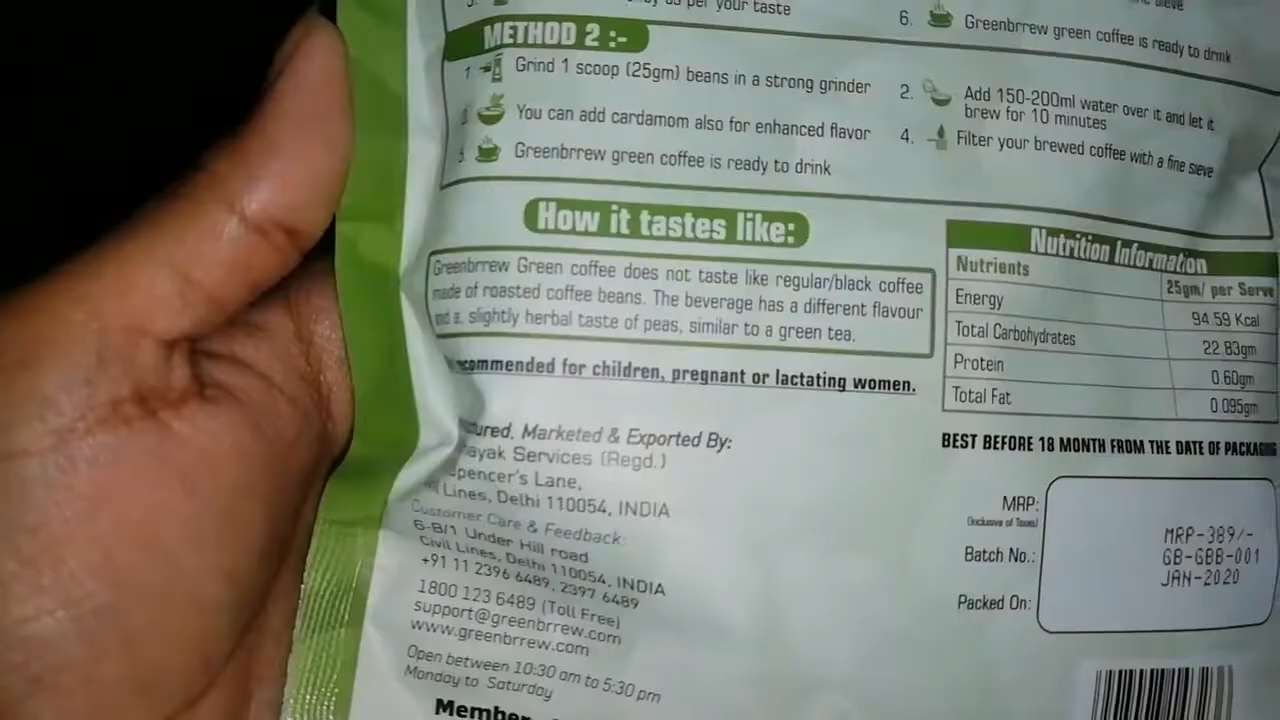 by as per your taste
sieve
6. Greenbrrew green coffee is ready to drink
METHOD 2 :-
1 Grind 1 scoop (25gm) beans in a strong grinder
2. Add 150-200ml water over it and let it
brew for 10 minutes
You can add cardamom also for enhanced flavor
4. Filter your brewed coffee with a fine sieve
5. Greenbrrew green coffee is ready to drink
How it tastes like:
Greenbrrew Green coffee does not taste like regular/black coffee
made of roasted coffee beans. The beverage has a different flavour
and a slightly herbal taste of peas, similar to a green tea.
commended for children, pregnant or lactating women.
Nutrition Information
Nutrients 25gm/ per Serve
Energy 94.59 Kcal
Total Carbohydrates 22.83gm
Protein 0.60gm
Total Fat 0.095gm
BEST BEFORE 18 MONTH FROM THE DATE OF PACKAGING
ured, Marketed & Exported By:
ayak Services (Regd.)
Spencer's Lane,
Lines, Delhi 110054, INDIA
Customer Care & Feedback:
6-B/1 Under Hill road
Civil Lines, Delhi 110054, INDIA
+91 11 2396 6489, 2397 6489
1800 123 6489 (Toll Free)
support@greenbrrew.com
www.greenbrrew.com
Open between 10:30 am to 5:30 pm
Monday to Saturday
Member
MRP:
(Inclusive of Taxes)
Batch No.:
Packed On:
MRP-389/-
GB-GBB-001
JAN-2020